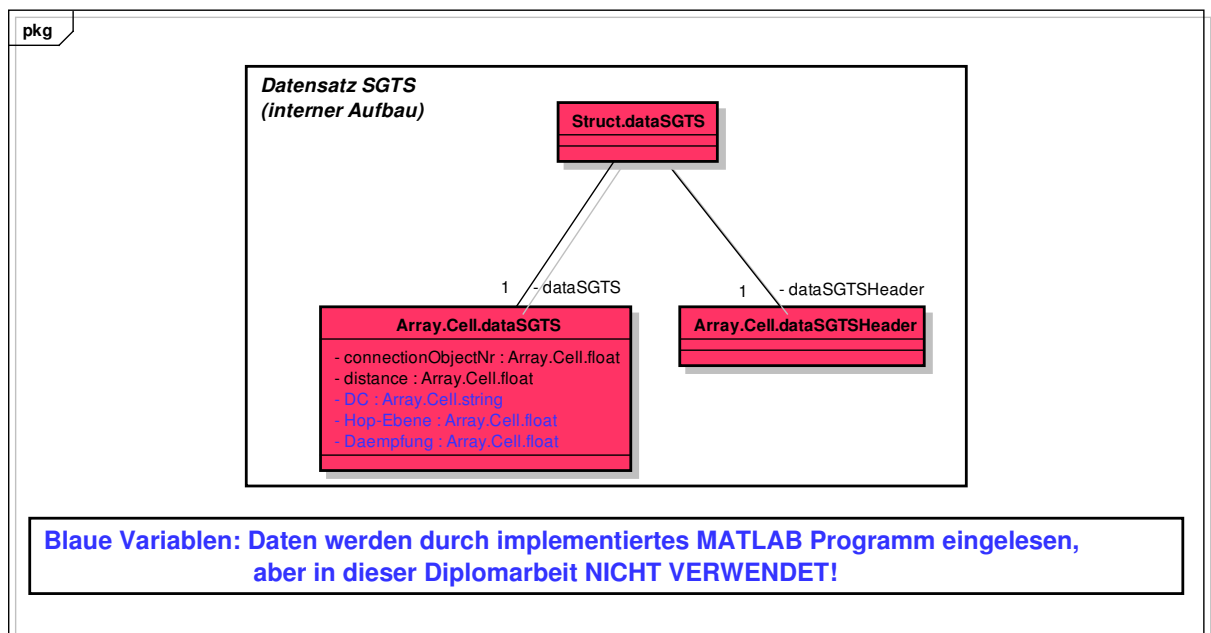 pkg
Datensatz SGTS
(interner Aufbau)
Struct.dataSGTS
1 - dataSGTS
1 - dataSGTSHeader
Array.Cell.dataSGTS
- connectionObjectNr : Array.Cell.float
- distance : Array.Cell.float
- DC : Array.Cell.string
- Hop-Ebene : Array.Cell.float
- Daempfung : Array.Cell.float
Array.Cell.dataSGTSHeader
Blaue Variablen: Daten werden durch implementiertes MATLAB Programm eingelesen,
aber in dieser Diplomarbeit NICHT VERWENDET!